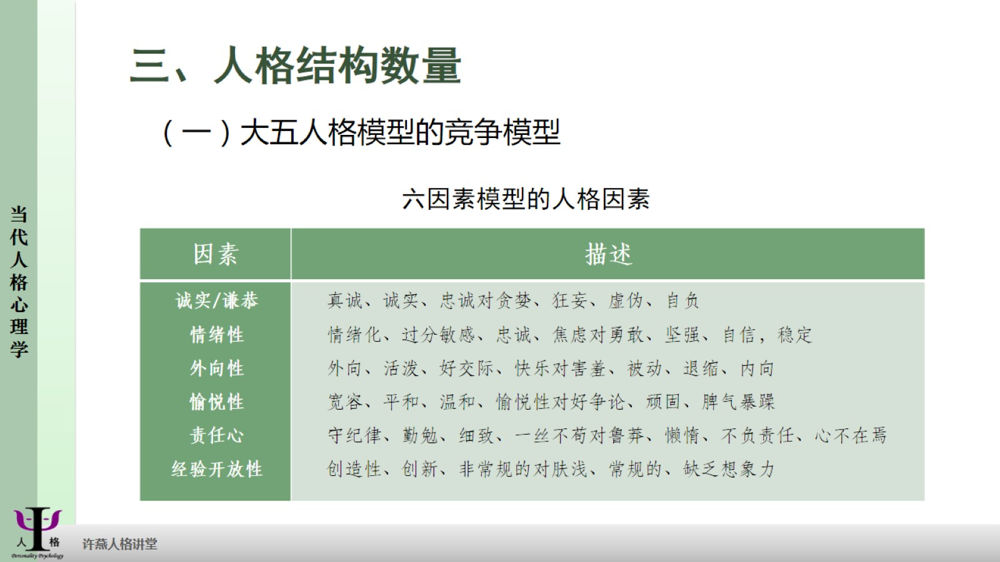 三、人格结构数量
（一）大五人格模型的竞争模型
六因素模型的人格因素
因素 描述
诚实/谦恭 真诚、诚实、忠诚对贪婪、狂妄、虚伪、自负
情绪性 情绪化、过分敏感、忠诚、焦虑对勇敢、坚强、自信，稳定
外向性 外向、活泼、好交际、快乐对害羞、被动、退缩、内向
愉悦性 宽容、平和、温和、愉悦性对好争论、顽固、脾气暴躁
责任心 守纪律、勤勉、细致、一丝不苟对鲁莽、懒惰、不负责任、心不在焉
经验开放性 创造性、创新、非常规的对肤浅、常规的、缺乏想象力
当代人格心理学
人格
Personality Psychology
许燕人格讲堂